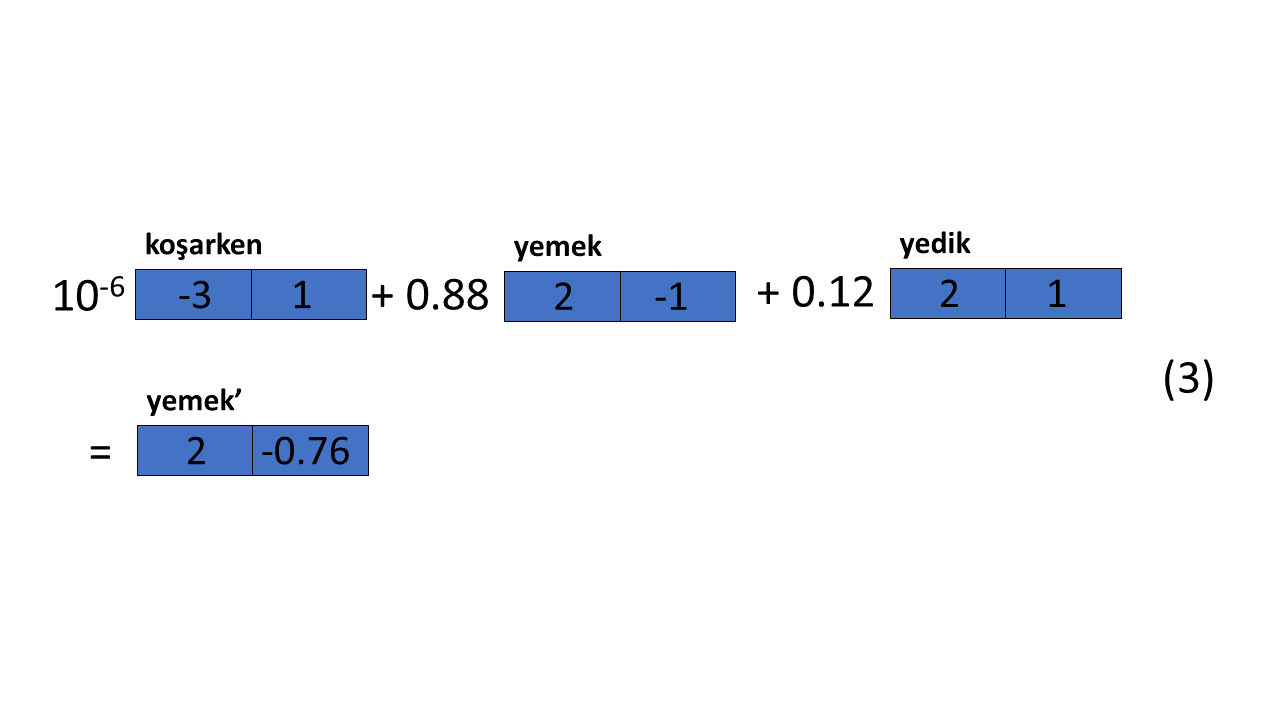 koşarken yemek yedik
10⁻⁶ -3 1 + 0.88 2 -1 + 0.12 2 1
(3)
yemek’
= 2 -0.76